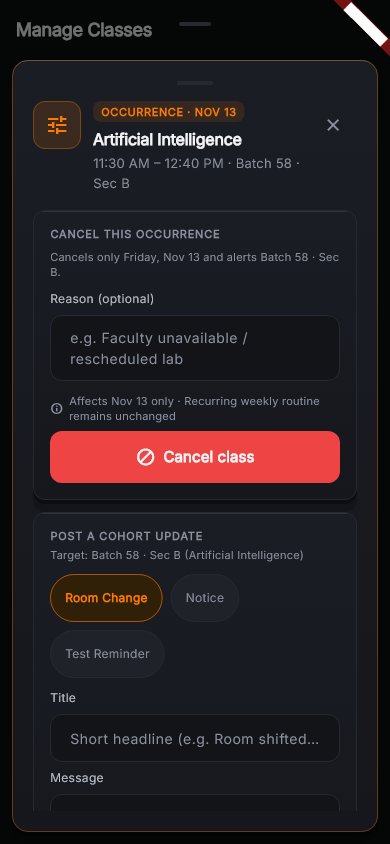 Manage Classes
OCCURRENCE · NOV 13
Artificial Intelligence
11:30 AM – 12:40 PM · Batch 58 ·
Sec B
CANCEL THIS OCCURRENCE
Cancels only Friday, Nov 13 and alerts Batch 58 · Sec
B.
Reason (optional)
e.g. Faculty unavailable /
rescheduled lab
Affects Nov 13 only · Recurring weekly routine
remains unchanged
Cancel class
POST A COHORT UPDATE
Target: Batch 58 · Sec B (Artificial Intelligence)
Room Change
Notice
Test Reminder
Title
Short headline (e.g. Room shifted...
Message